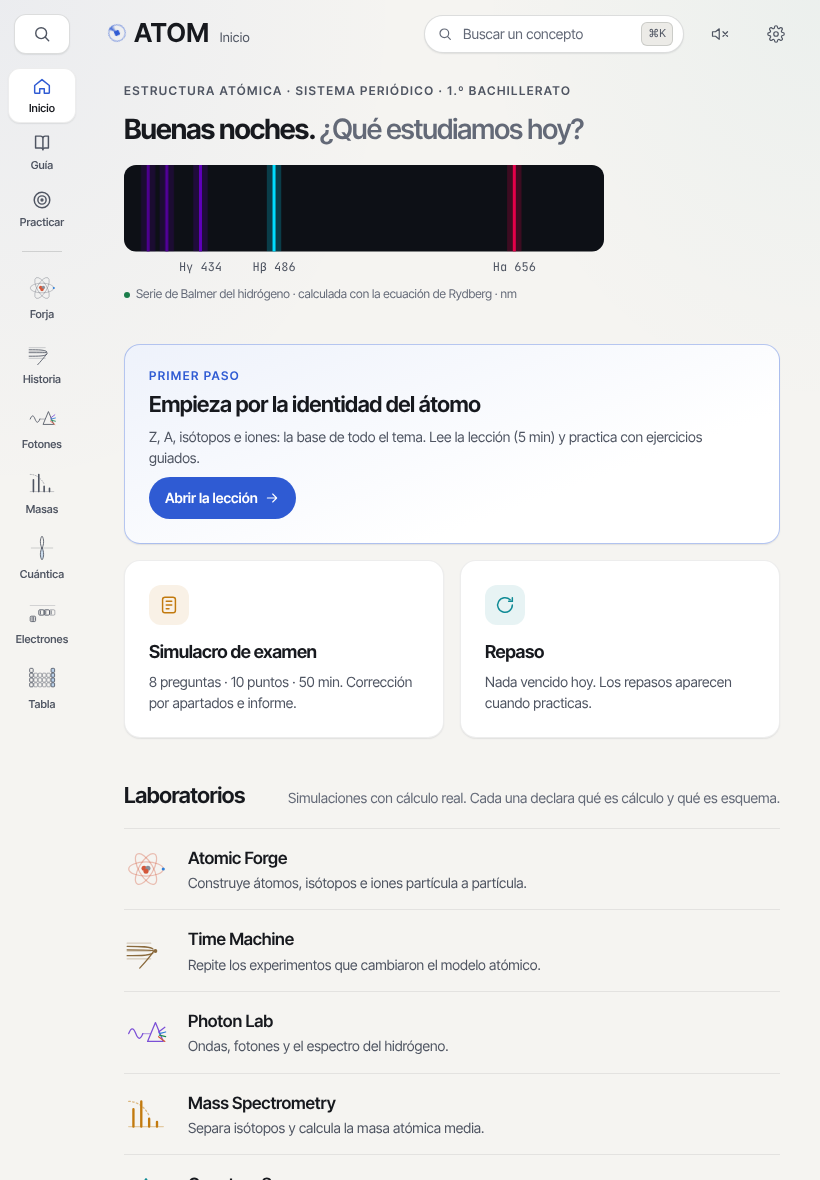 ATOM Inicio
Buscar un concepto ⌘K
Inicio
Guía
Practicar
Forja
Historia
Fotones
Masas
Cuántica
Electrones
Tabla
ESTRUCTURA ATÓMICA · SISTEMA PERIÓDICO · 1.º BACHILLERATO
Buenas noches. ¿Qué estudiamos hoy?
Hγ 434 Hβ 486 Hα 656
Serie de Balmer del hidrógeno · calculada con la ecuación de Rydberg · nm
PRIMER PASO
Empieza por la identidad del átomo
Z, A, isótopos e iones: la base de todo el tema. Lee la lección (5 min) y practica con ejercicios
guiados.
Abrir la lección →
Simulacro de examen
8 preguntas · 10 puntos · 50 min. Corrección
por apartados e informe.
Repaso
Nada vencido hoy. Los repasos aparecen
cuando practicas.
Laboratorios
Simulaciones con cálculo real. Cada una declara qué es cálculo y qué es esquema.
Atomic Forge
Construye átomos, isótopos e iones partícula a partícula.
Time Machine
Repite los experimentos que cambiaron el modelo atómico.
Photon Lab
Ondas, fotones y el espectro del hidrógeno.
Mass Spectrometry
Separa isótopos y calcula la masa atómica media.